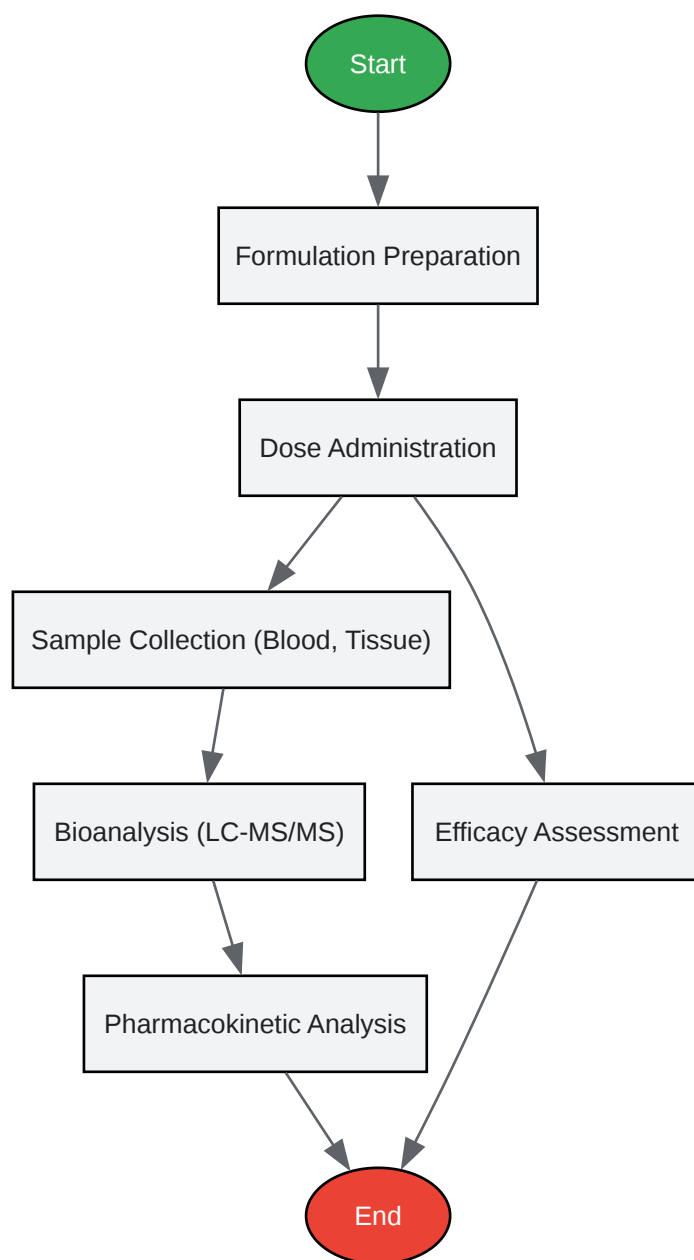 Start
Formulation Preparation
Dose Administration
Sample Collection (Blood, Tissue)
Bioanalysis (LC-MS/MS)
Efficacy Assessment
Pharmacokinetic Analysis
End